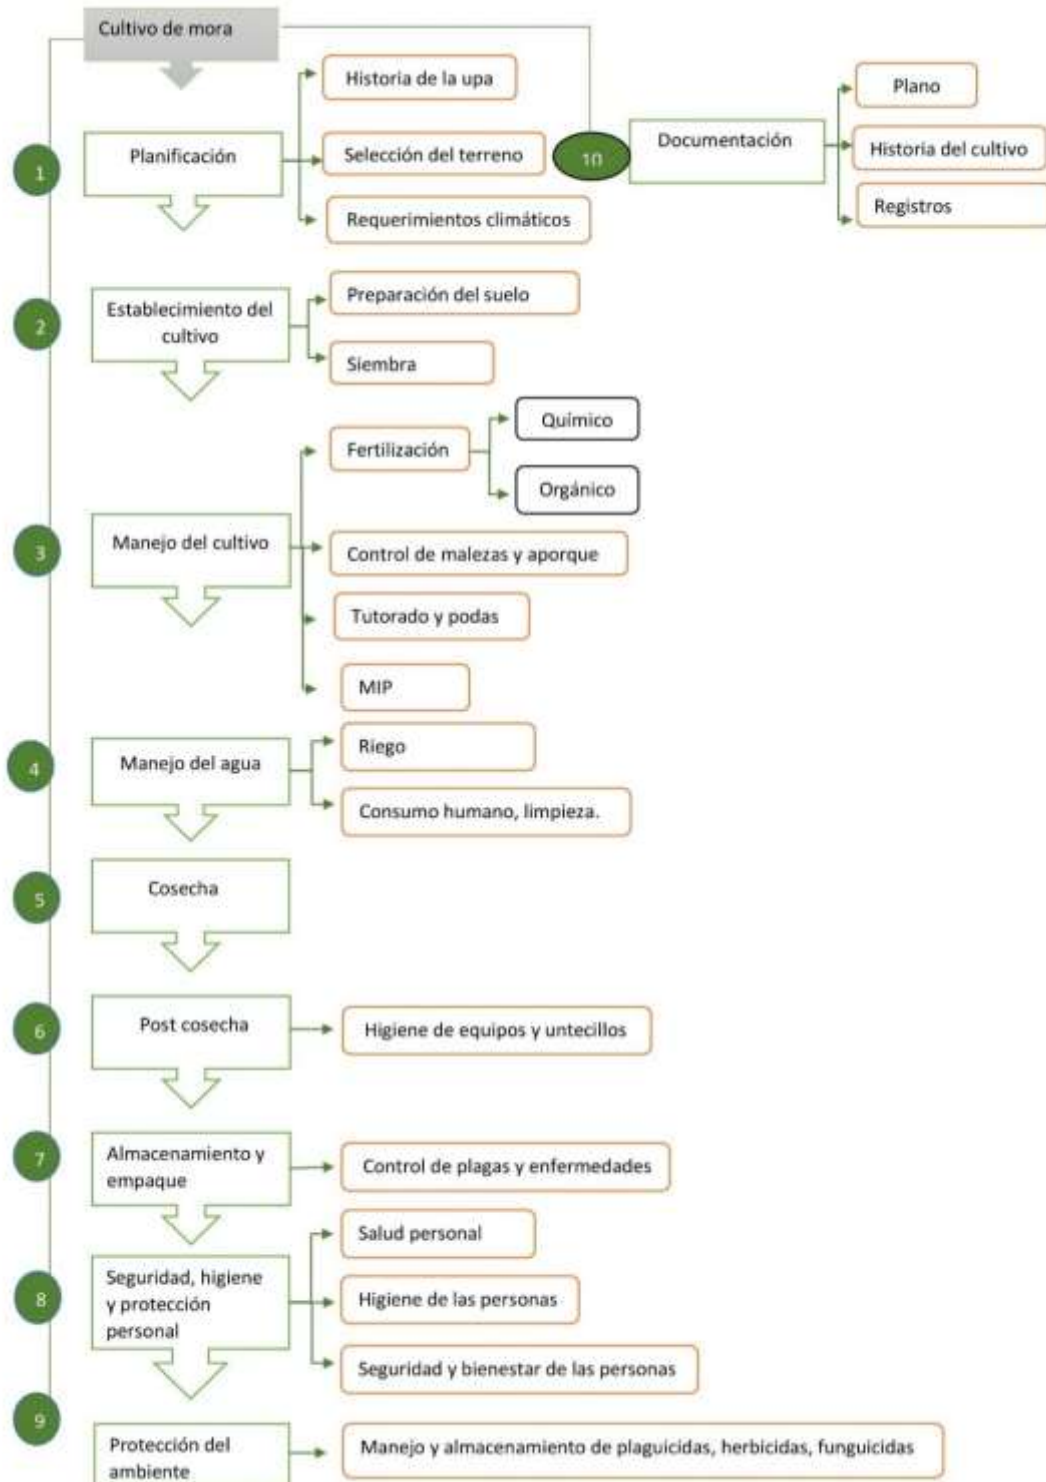 Cultivo de mora
1
Planificación
Historia de la upa
Selección del terreno
Requerimientos climáticos
10
Documentación
Plano
Historia del cultivo
Registros
2
Establecimiento del
cultivo
Preparación del suelo
Siembra
3
Manejo del cultivo
Fertilización
Químico
Orgánico
Control de malezas y aporque
Tutorado y podas
MIP
4
Manejo del agua
Riego
Consumo humano, limpieza.
5
Cosecha
6
Post cosecha
Higiene de equipos y untecillos
7
Almacenamiento y
empaque
Control de plagas y enfermedades
8
Seguridad, higiene
y protección
personal
Salud personal
Higiene de las personas
Seguridad y bienestar de las personas
9
Protección del
ambiente
Manejo y almacenamiento de plaguicidas, herbicidas, funguicidas